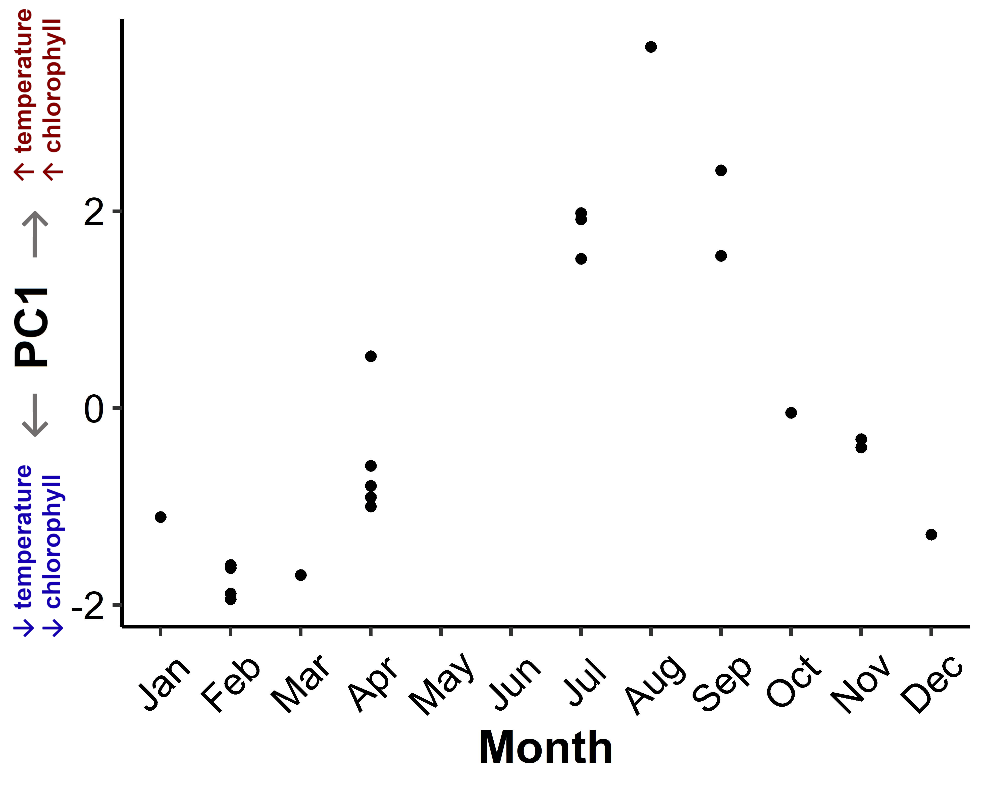 ↑ temperature
↑ chlorophyll
← PC1 →
↓ temperature
↓ chlorophyll
2
0
-2
Jan Feb Mar Apr May Jun Jul Aug Sep Oct Nov Dec
Month